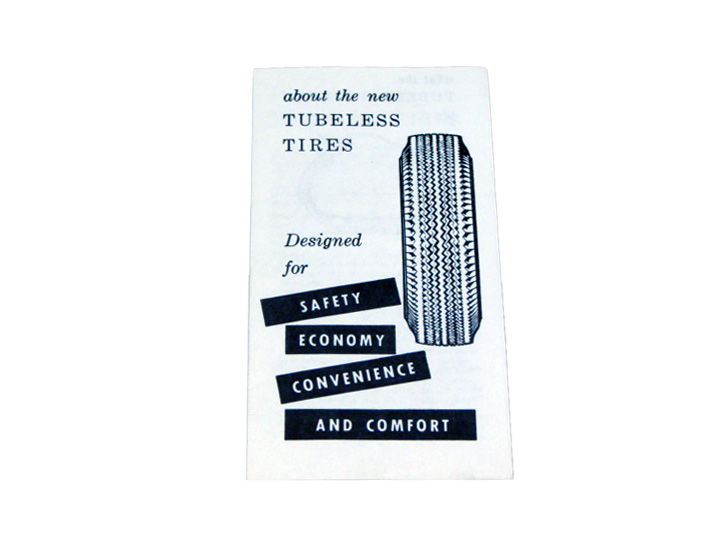 about the new
TUBELESS
TIRES
Designed
for
SAFETY
ECONOMY
CONVENIENCE
AND COMFORT